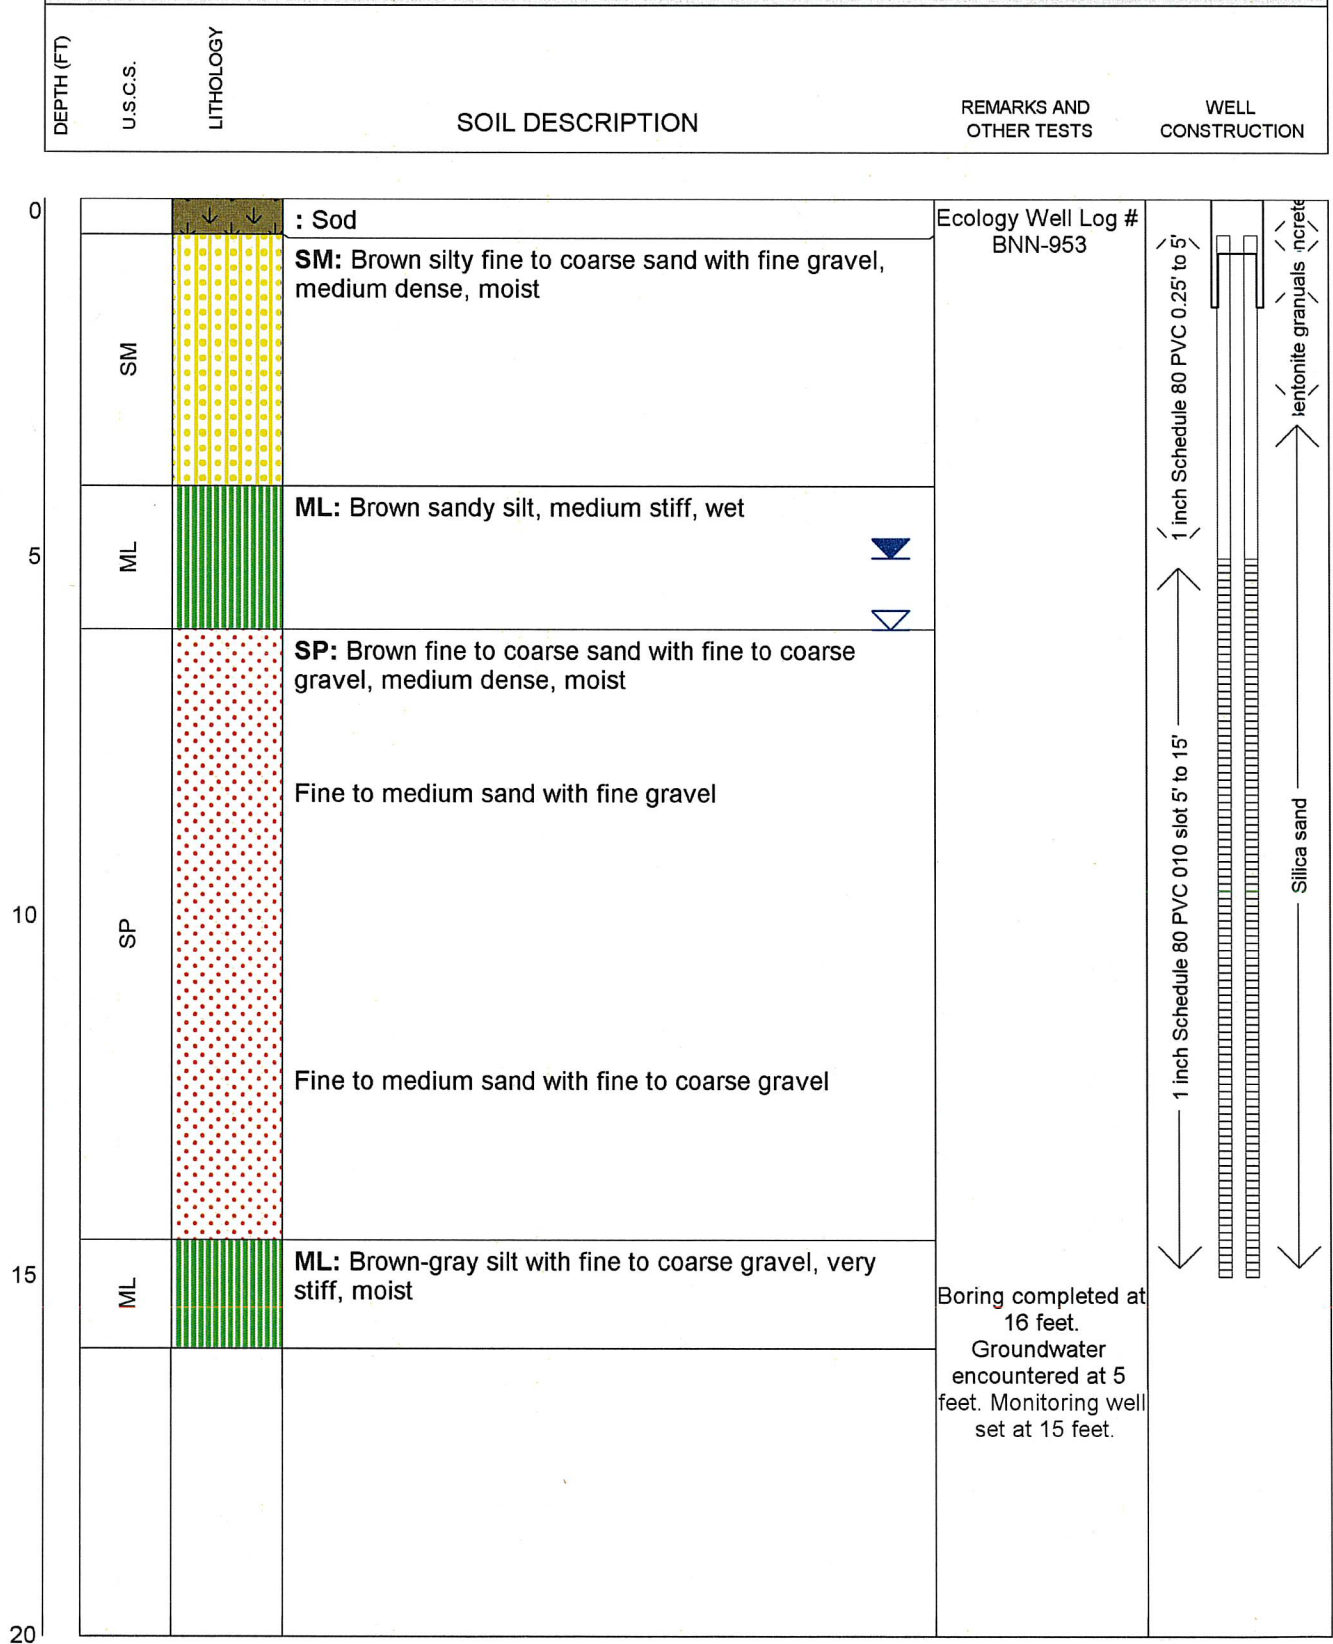 DEPTH (FT)
U.S.C.S.
LITHOLOGY
SOIL DESCRIPTION
REMARKS AND
OTHER TESTS
WELL
CONSTRUCTION
0
: Sod
Ecology Well Log #
BNN-953
SM
SM: Brown silty fine to coarse sand with fine gravel,
medium dense, moist
1 inch Schedule 80 PVC 0.25' to 5'
ncrete
entonite granuals
5
ML
ML: Brown sandy silt, medium stiff, wet
SP: Brown fine to coarse sand with fine to coarse
gravel, medium dense, moist
Fine to medium sand with fine gravel
1 inch Schedule 80 PVC 010 slot 5' to 15'
Silica sand
10
SP
Fine to medium sand with fine to coarse gravel
15
ML
ML: Brown-gray silt with fine to coarse gravel, very
stiff, moist
Boring completed at
16 feet.
Groundwater
encountered at 5
feet. Monitoring well
set at 15 feet.
20